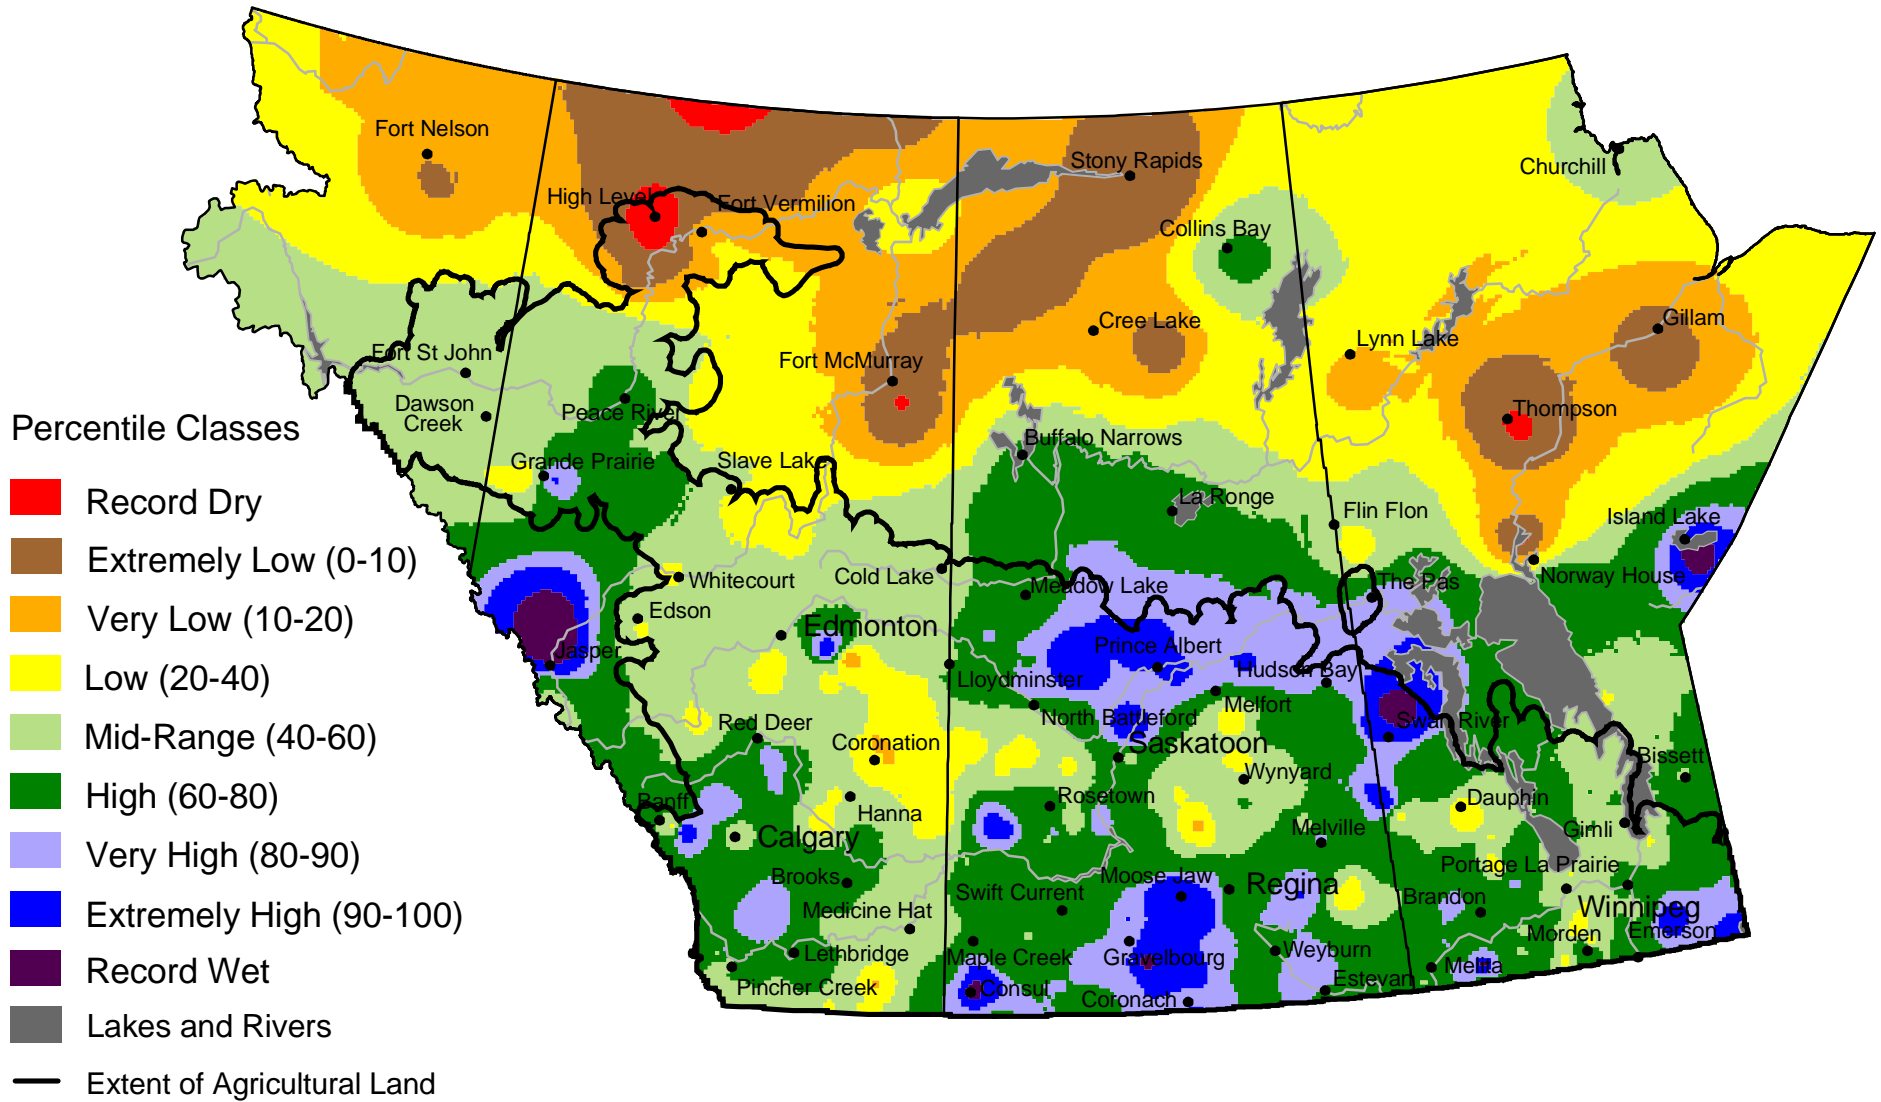 Fort Nelson
Stony Rapids
Churchill
High Level
Fort Vermilion
Collins Bay
Cree Lake
Gillam
Lynn Lake
Fort St John
Fort McMurray
Dawson
Creek
Peace River
Thompson
Percentile Classes
Buffalo Narrows
Grande Prairie
Slave Lake
Record Dry
La Ronge
Flin Flon
Island Lake
Extremely Low (0-10)
Whitecourt
Cold Lake
Meadow Lake
The Pas
Norway House
Very Low (10-20)
Edson
Edmonton
Jasper
Prince Albert
Hudson Bay
Low (20-40)
Lloydminster
Melfort
Red Deer
North Battleford
Swan River
Mid-Range (40-60)
Coronation
Saskatoon
Bissett
Wynyard
High (60-80)
Banff
Hanna
Rosetown
Dauphin
Calgary
Melville
Gimli
Very High (80-90)
Brooks
Swift Current
Moose Jaw
Regina
Portage La Prairie
Brandon
Extremely High (90-100)
Medicine Hat
Winnipeg
Morden
Emerson
Lethbridge
Maple Creek
Gravelbourg
Weyburn
Record Wet
Pincher Creek
Consul
Coronach
Estevan
Melita
Lakes and Rivers
Extent of Agricultural Land